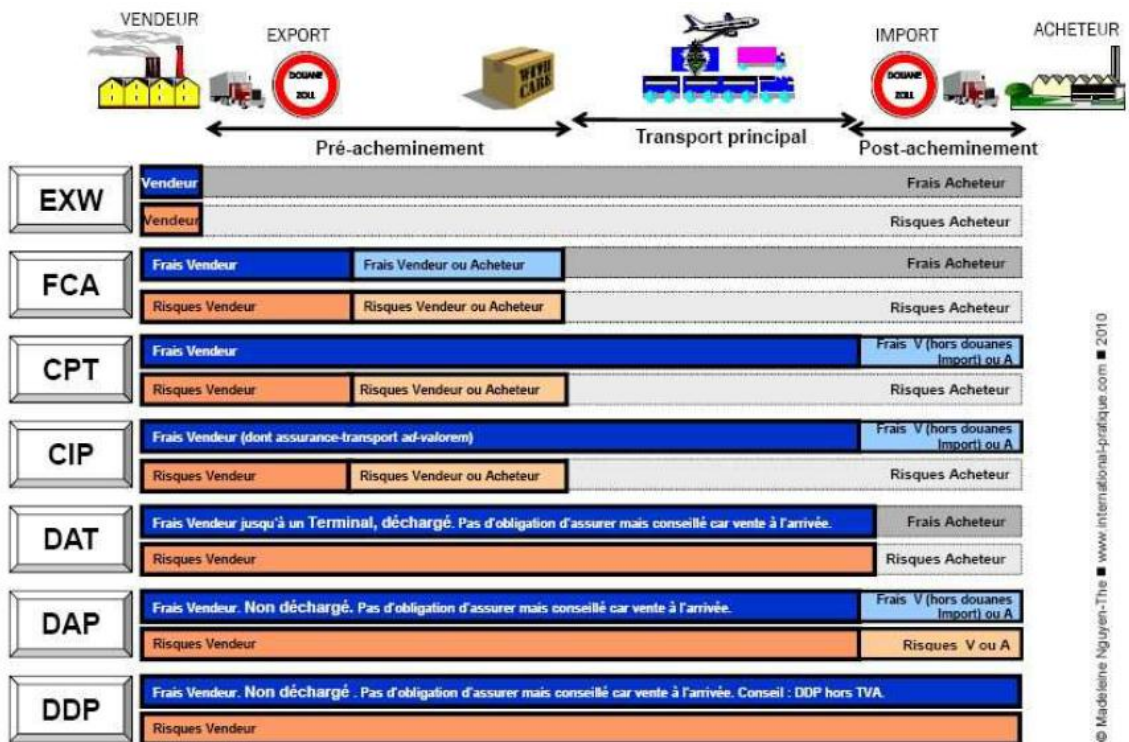 VENDEUR
EXPORT
IMPORT
ACHETEUR
DOUANE
ZOLL
WITH
CARE
DOUANE
ZOLL
Pré-acheminement
Transport principal
Post-acheminement
EXW
Vendeur
Frais Acheteur
Vendeur
Risques Acheteur
FCA
Frais Vendeur
Frais Vendeur ou Acheteur
Frais Acheteur
Risques Vendeur
Risques Vendeur ou Acheteur
Risques Acheteur
CPT
Frais Vendeur
Frais V (hors douanes
Import) ou A
Risques Vendeur
Risques Vendeur ou Acheteur
Risques Acheteur
CIP
Frais Vendeur (dont assurance-transport ad-valorem)
Frais V (hors douanes
Import) ou A
Risques Vendeur
Risques Vendeur ou Acheteur
Risques Acheteur
DAT
Frais Vendeur jusqu'à un Terminal, déchargé. Pas d'obligation d'assurer mais conseillé car vente à l'arrivée.
Frais Acheteur
Risques Vendeur
Risques Acheteur
DAP
Frais Vendeur. Non déchargé. Pas d'obligation d'assurer mais conseillé car vente à l'arrivée.
Frais V (hors douanes
Import) ou A
Risques Vendeur
Risques V ou A
DDP
Frais Vendeur. Non déchargé . Pas d'obligation d'assurer mais conseillé car vente à l'arrivée. Conseil : DDP hors TVA.
Risques Vendeur
© Madeleine Nguyen-The ■ www.international-pratique.com ■ 2010